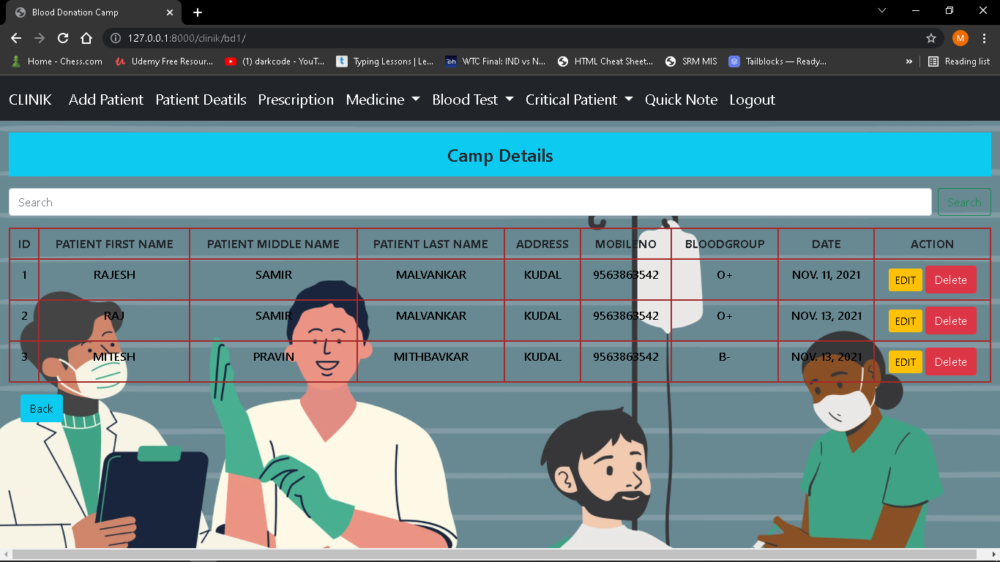 Blood Donation Camp
127.0.0.1:8000/clinik/bd1/
M
Home - Chess.com Udemy Free Resour... (1) darkcode - YouT... Typing Lessons | Le... WTC Final: IND vs N... HTML Cheat Sheet... SRM MIS Tailblocks — Ready... » Reading list
CLINIK Add Patient Patient Deatils Prescription Medicine Blood Test Critical Patient Quick Note Logout
Camp Details
Search Search
ID PATIENT FIRST NAME PATIENT MIDDLE NAME PATIENT LAST NAME ADDRESS MOBILENO BLOODGROUP DATE ACTION
1 RAJESH SAMIR MALVANKAR KUDAL 9563863542 O+ NOV. 11, 2021 EDIT Delete
2 RAJ SAMIR MALVANKAR KUDAL 9563863542 O+ NOV. 13, 2021 EDIT Delete
3 MITESH PRAVIN MITHBAVKAR KUDAL 9563863542 B- NOV. 13, 2021 EDIT Delete
Back